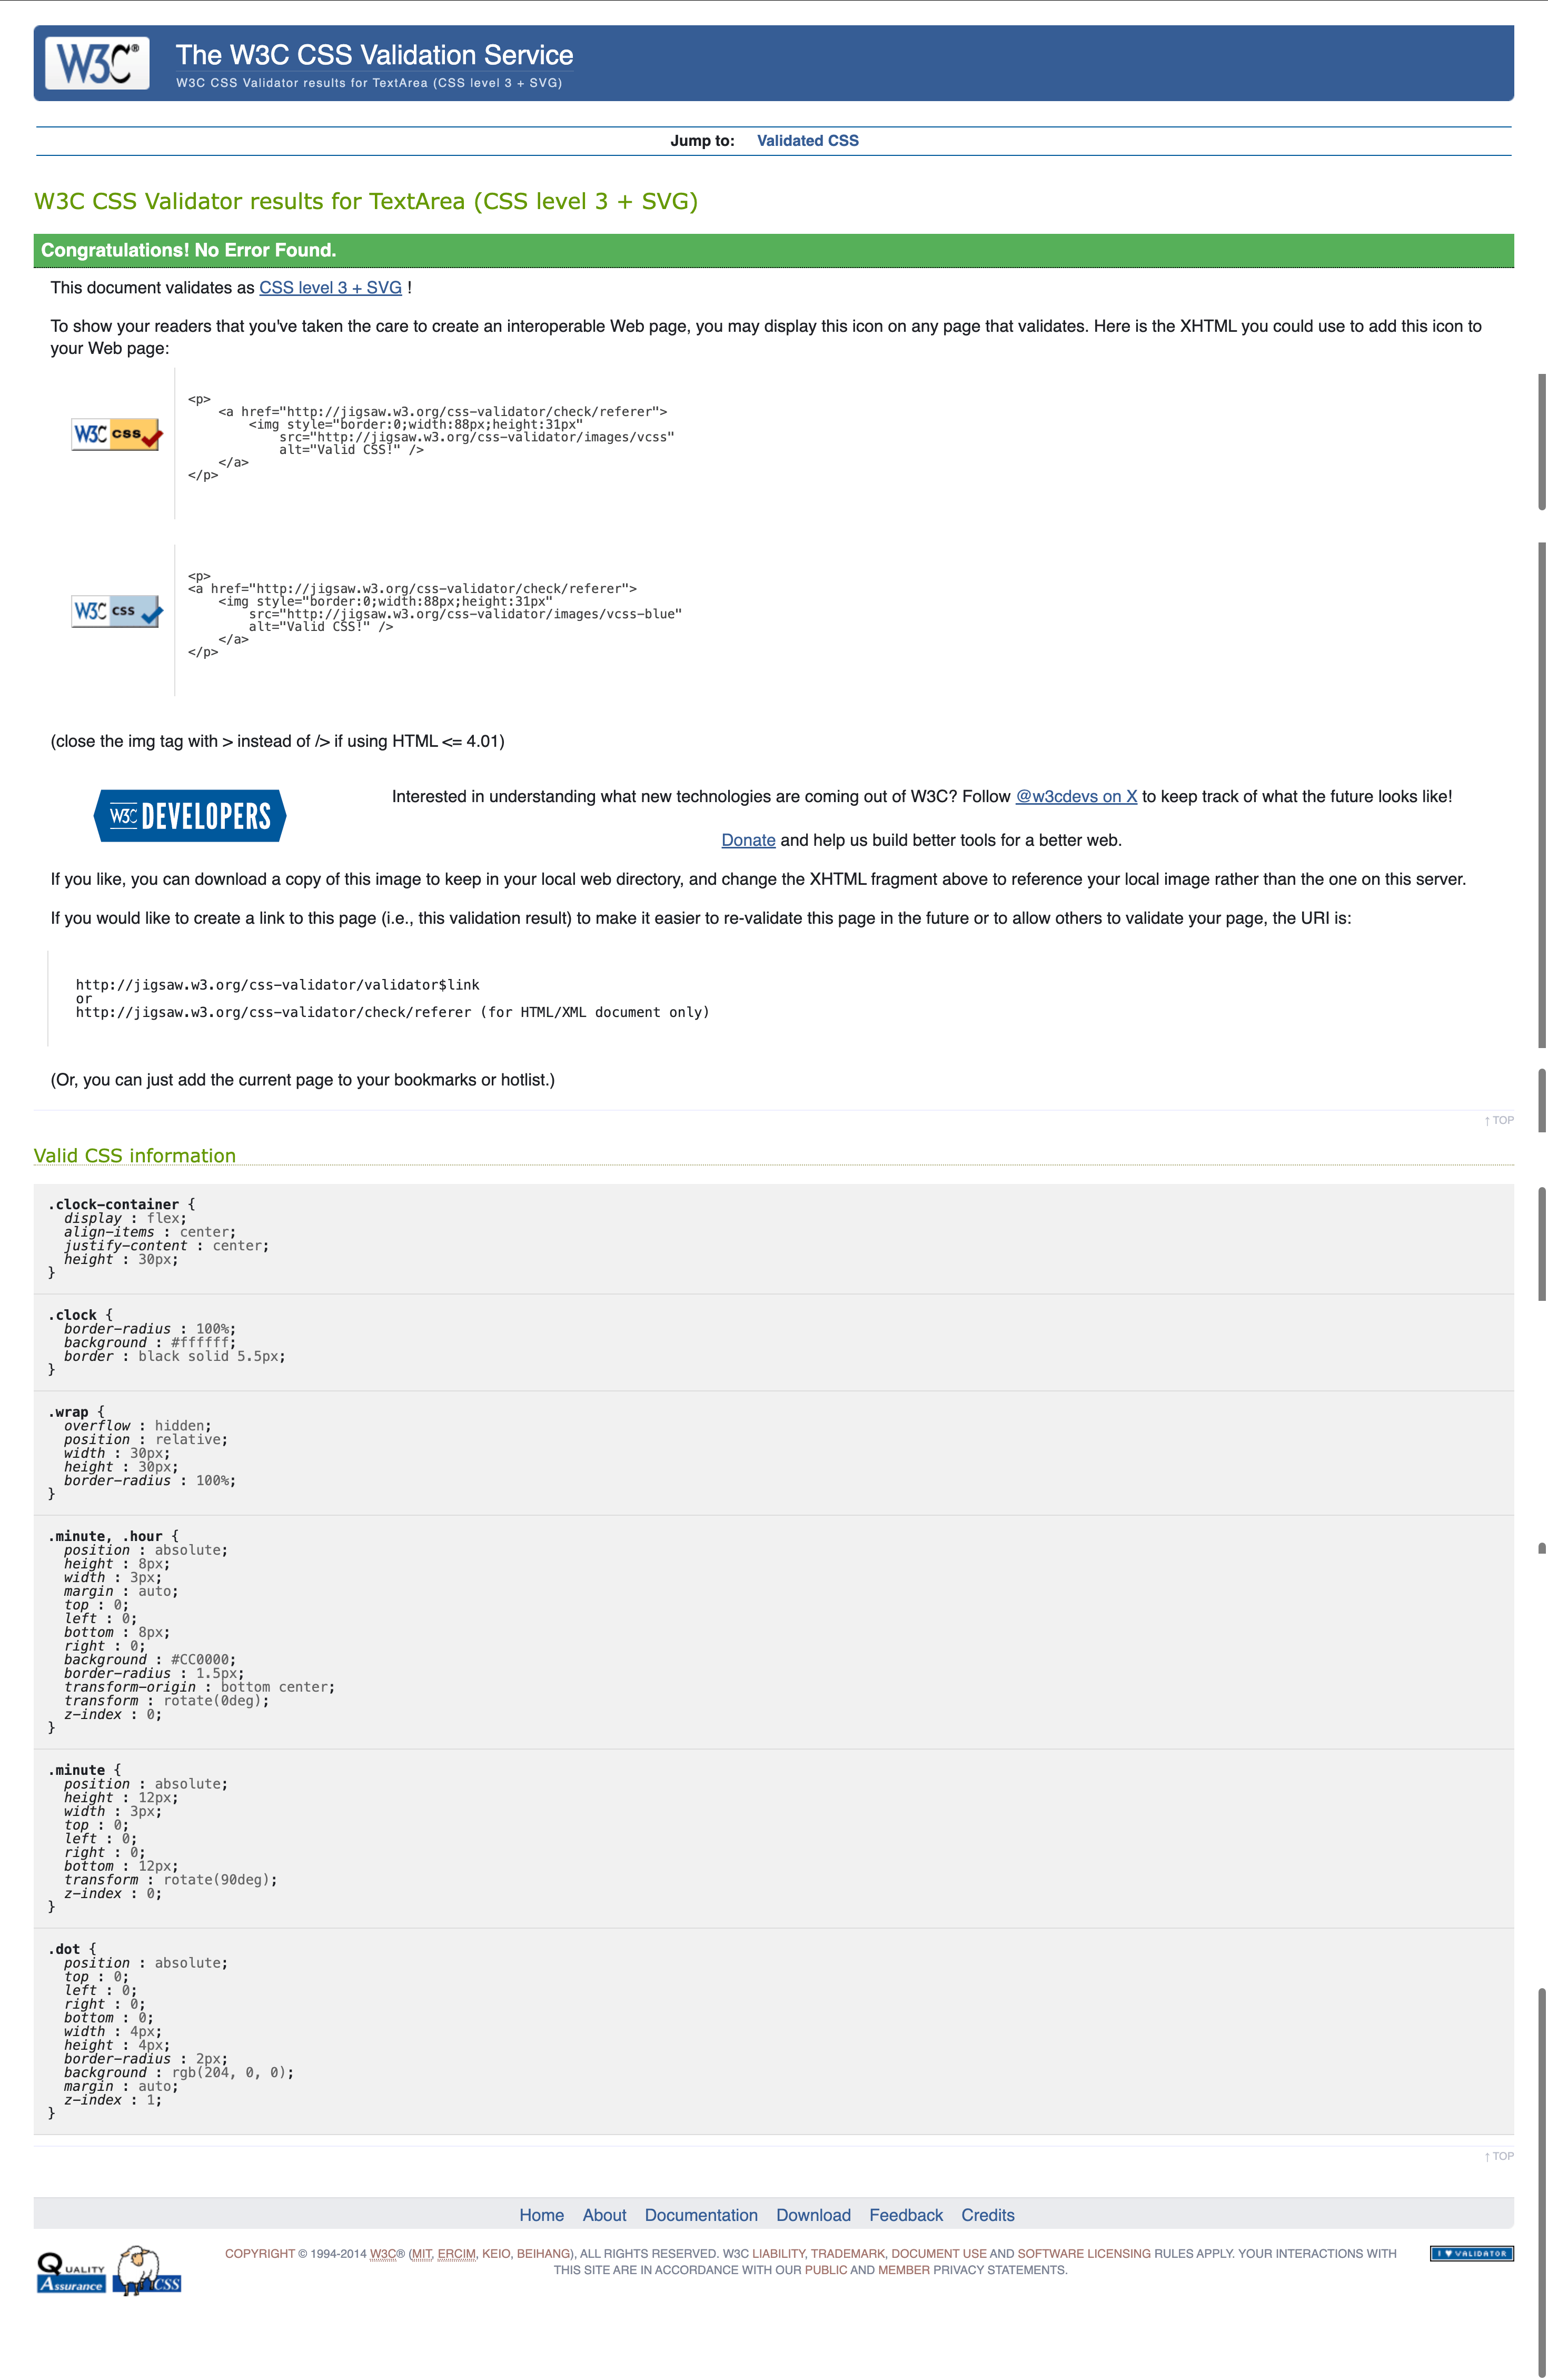 W3C®
The W3C CSS Validation Service
W3C CSS Validator results for TextArea (CSS level 3 + SVG)
Jump to: Validated CSS
W3C CSS Validator results for TextArea (CSS level 3 + SVG)
Congratulations! No Error Found.
This document validates as CSS level 3 + SVG !
To show your readers that you've taken the care to create an interoperable Web page, you may display this icon on any page that validates. Here is the XHTML you could use to add this icon to
your Web page:
W3C css
<p>
    <a href="http://jigsaw.w3.org/css-validator/check/referer">
        <img style="border:0;width:88px;height:31px"
            src="http://jigsaw.w3.org/css-validator/images/vcss"
            alt="Valid CSS!" />
    </a>
</p>
W3C css
<p>
<a href="http://jigsaw.w3.org/css-validator/check/referer">
    <img style="border:0;width:88px;height:31px"
        src="http://jigsaw.w3.org/css-validator/images/vcss-blue"
        alt="Valid CSS!" />
    </a>
</p>
(close the img tag with > instead of /> if using HTML <= 4.01)
W3C DEVELOPERS
Interested in understanding what new technologies are coming out of W3C? Follow @w3cdevs on X to keep track of what the future looks like!
Donate and help us build better tools for a better web.
If you like, you can download a copy of this image to keep in your local web directory, and change the XHTML fragment above to reference your local image rather than the one on this server.
If you would like to create a link to this page (i.e., this validation result) to make it easier to re-validate this page in the future or to allow others to validate your page, the URI is:
http://jigsaw.w3.org/css-validator/validator$link
or
http://jigsaw.w3.org/css-validator/check/referer (for HTML/XML document only)
(Or, you can just add the current page to your bookmarks or hotlist.)
↑ TOP
Valid CSS information
.clock-container {
  display : flex;
  align-items : center;
  justify-content : center;
  height : 30px;
}
.clock {
  border-radius : 100%;
  background : #ffffff;
  border : black solid 5.5px;
}
.wrap {
  overflow : hidden;
  position : relative;
  width : 30px;
  height : 30px;
  border-radius : 100%;
}
.minute, .hour {
  position : absolute;
  height : 8px;
  width : 3px;
  margin : auto;
  top : 0;
  left : 0;
  bottom : 8px;
  right : 0;
  background : #CC0000;
  border-radius : 1.5px;
  transform-origin : bottom center;
  transform : rotate(0deg);
  z-index : 0;
}
.minute {
  position : absolute;
  height : 12px;
  width : 3px;
  top : 0;
  left : 0;
  right : 0;
  bottom : 12px;
  transform : rotate(90deg);
  z-index : 0;
}
.dot {
  position : absolute;
  top : 0;
  left : 0;
  right : 0;
  bottom : 0;
  width : 4px;
  height : 4px;
  border-radius : 2px;
  background : rgb(204, 0, 0);
  margin : auto;
  z-index : 1;
}
↑ TOP
Home About Documentation Download Feedback Credits
QUALITY
Assurance
CSS
COPYRIGHT © 1994-2014 W3C® (MIT, ERCIM, KEIO, BEIHANG), ALL RIGHTS RESERVED. W3C LIABILITY, TRADEMARK, DOCUMENT USE AND SOFTWARE LICENSING RULES APPLY. YOUR INTERACTIONS WITH
THIS SITE ARE IN ACCORDANCE WITH OUR PUBLIC AND MEMBER PRIVACY STATEMENTS.
I ♥ VALIDATOR